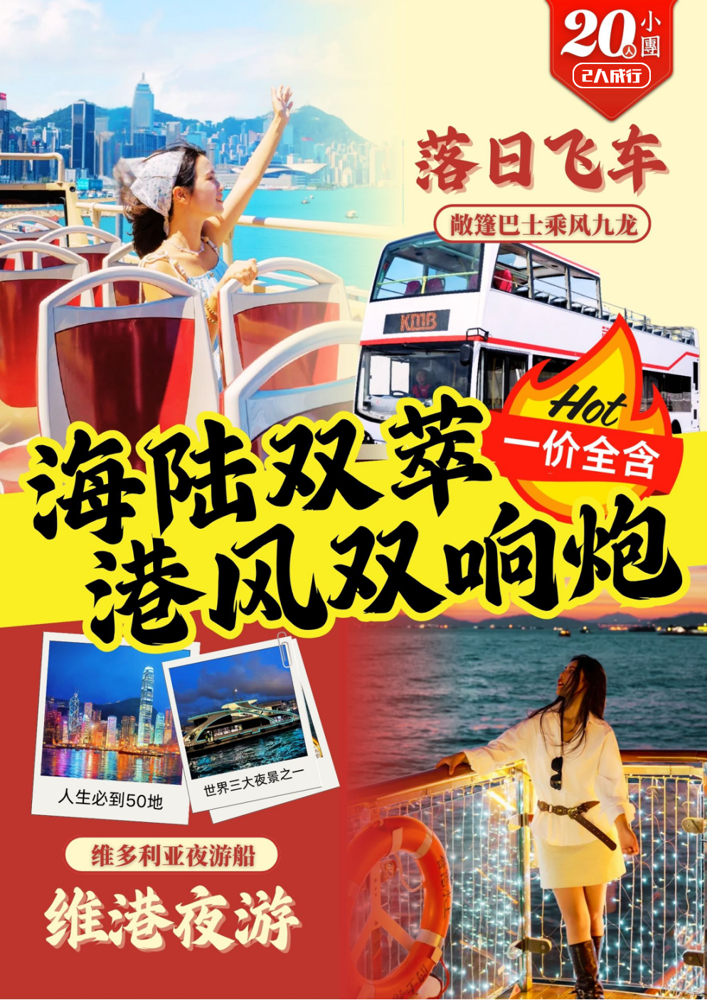 20人小團
2人成行
落日飞车
敞篷巴士乘风九龙
KMB
Hot
一价全含
海陆双萃
港风双响炮
人生必到50地
世界三大夜景之一
维多利亚夜游船
维港夜游